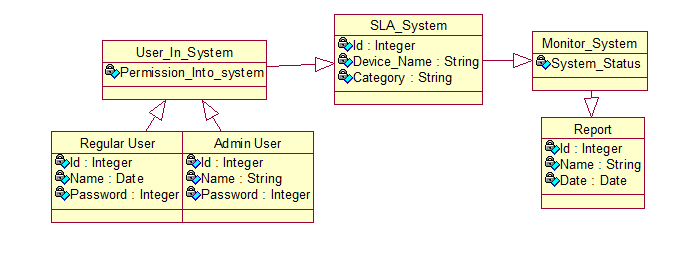 SLA_System
Id : Integer
Device_Name : String
Category : String
User_In_System
Permission_Into_system
Monitor_System
System_Status
Regular User
Id : Integer
Name : Date
Password : Integer
Admin User
Id : Integer
Name : String
Password : Integer
Report
Id : Integer
Name : String
Date : Date